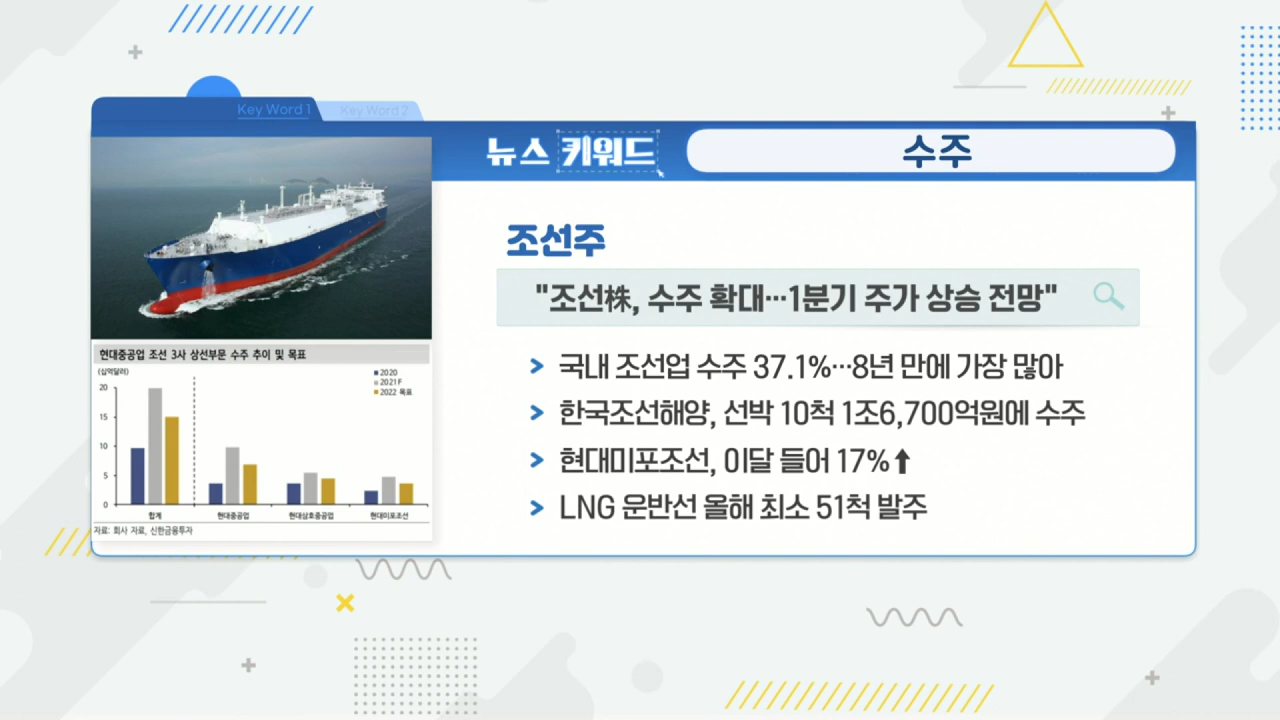 Key Word 1
Key Word 2
뉴스 키워드
수주
조선주
"조선株, 수주 확대…1분기 주가 상승 전망"
국내 조선업 수주 37.1%…8년 만에 가장 많아
한국조선해양, 선박 10척 1조6,700억원에 수주
현대미포조선, 이달 들어 17%⬆
LNG 운반선 올해 최소 51척 발주
현대중공업 조선 3사 상선부문 수주 추이 및 목표
(십억달러)
2020
2021F
2022 목표
20
15
10
5
0
합계
현대중공업
현대삼호중공업
현대미포조선
자료: 회사 자료, 신한금융투자